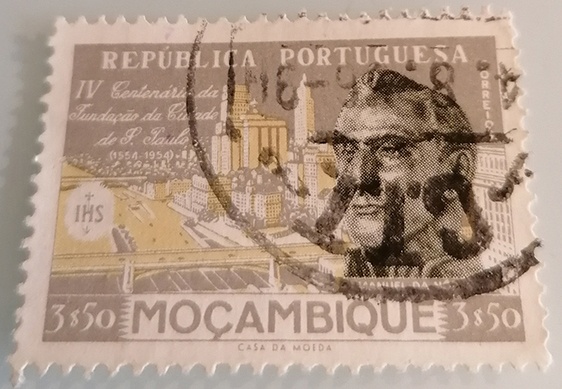 REPÚBLICA PORTUGUESA
IV Centenário da
Fundação da Cidade
de S. Paulo
(1554-1954)
CORREIO
IHS
MANUEL DA
3$50 MOÇAMBIQUE 3$50
CASA DA MOEDA